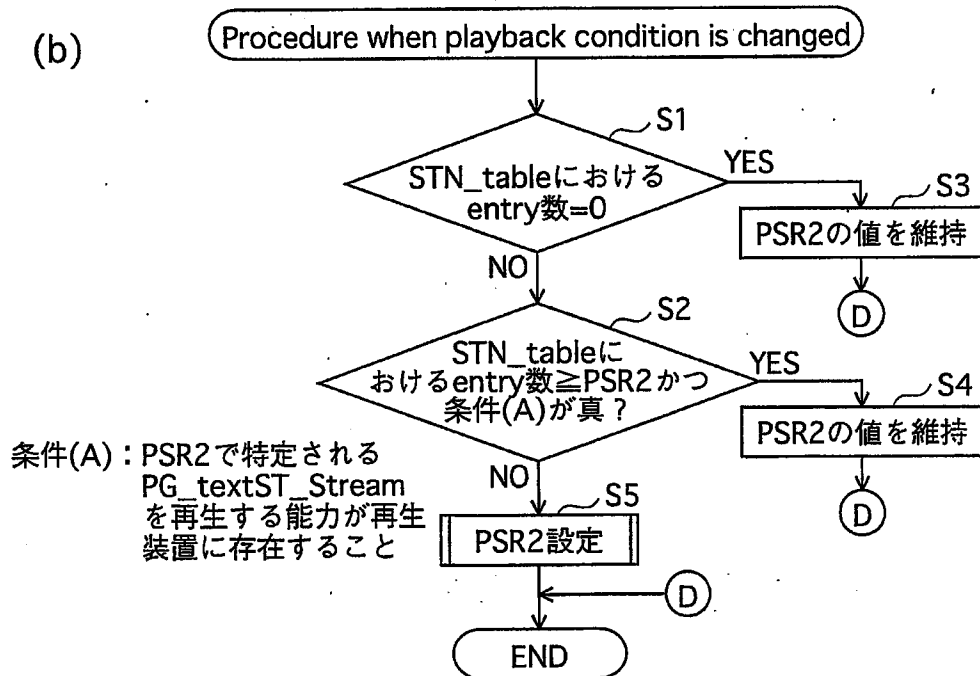 (b)
Procedure when playback condition is changed
S1
STN_tableにおける
entry数=0
YES
S3
PSR2の値を維持
D
NO
S2
STN_tableに
おけるentry数≧PSR2かつ
条件(A)が真?
YES
S4
PSR2の値を維持
D
条件(A):PSR2で特定される
PG_textST_Stream
を再生する能力が再生
装置に存在すること
NO
S5
PSR2設定
D
END